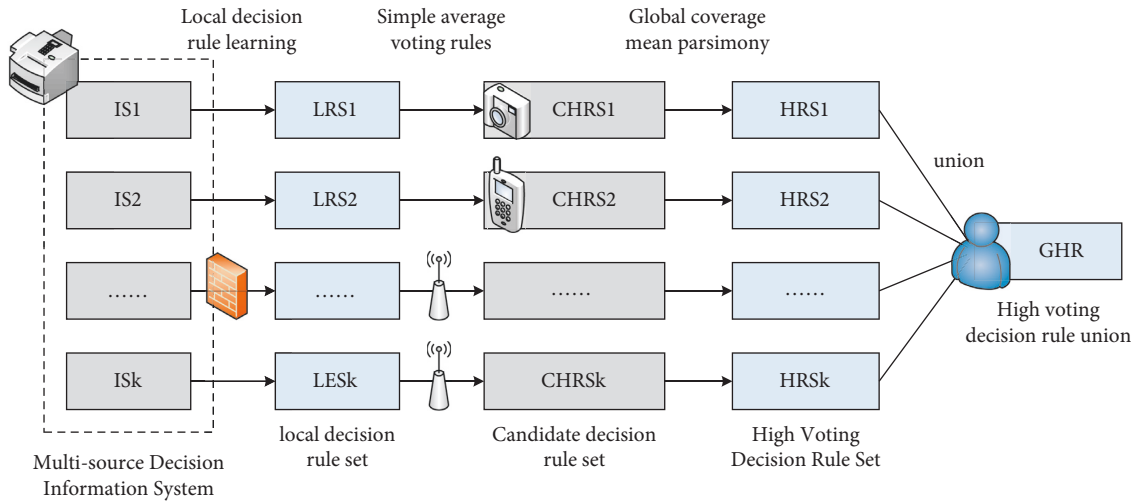 Local decision
rule learning
Simple average
voting rules
Global coverage
mean parsimony
IS1
LRS1
CHRS1
HRS1
union
IS2
LRS2
CHRS2
HRS2
GHR
......
......
......
......
High voting
decision rule union
ISk
LESk
CHRSk
HRSk
local decision
rule set
Candidate decision
rule set
High Voting
Decision Rule Set
Multi-source Decision
Information System